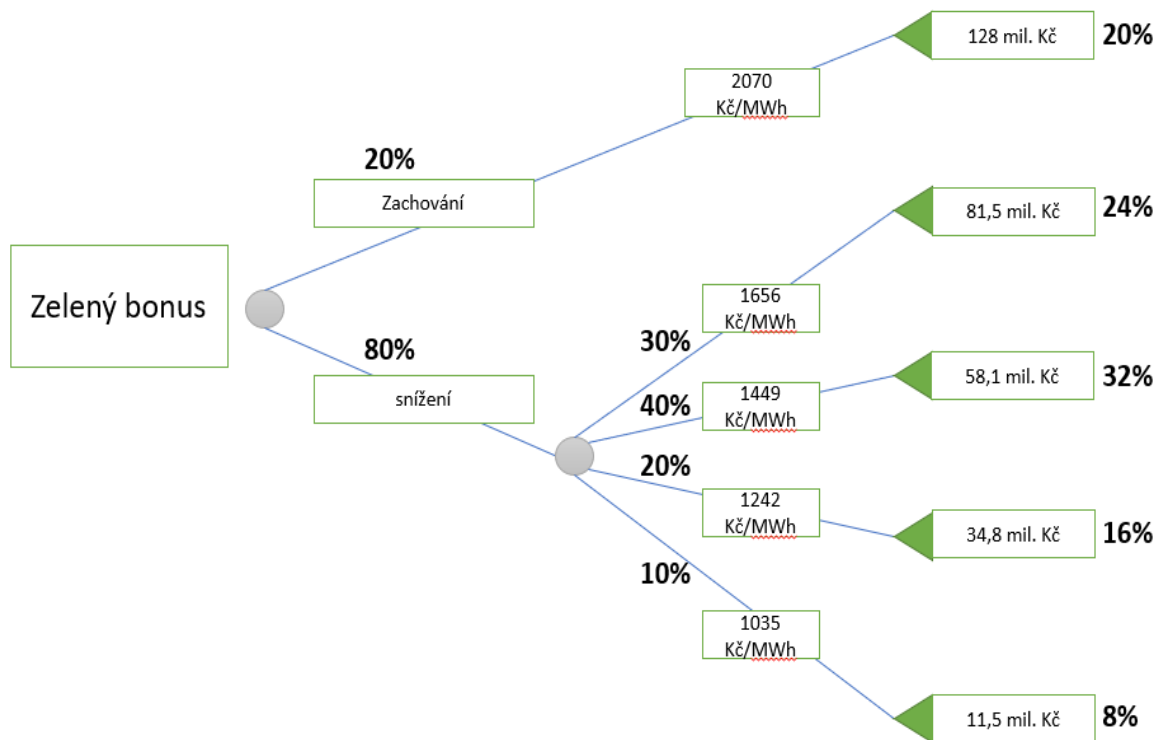 128 mil. Kč
20%
2070
Kč/MWh
20%
Zachování
81,5 mil. Kč
24%
Zelený bonus
1656
Kč/MWh
80%
30%
snížení
58,1 mil. Kč
32%
1449
Kč/MWh
40%
20%
1242
Kč/MWh
34,8 mil. Kč
16%
10%
1035
Kč/MWh
11,5 mil. Kč
8%